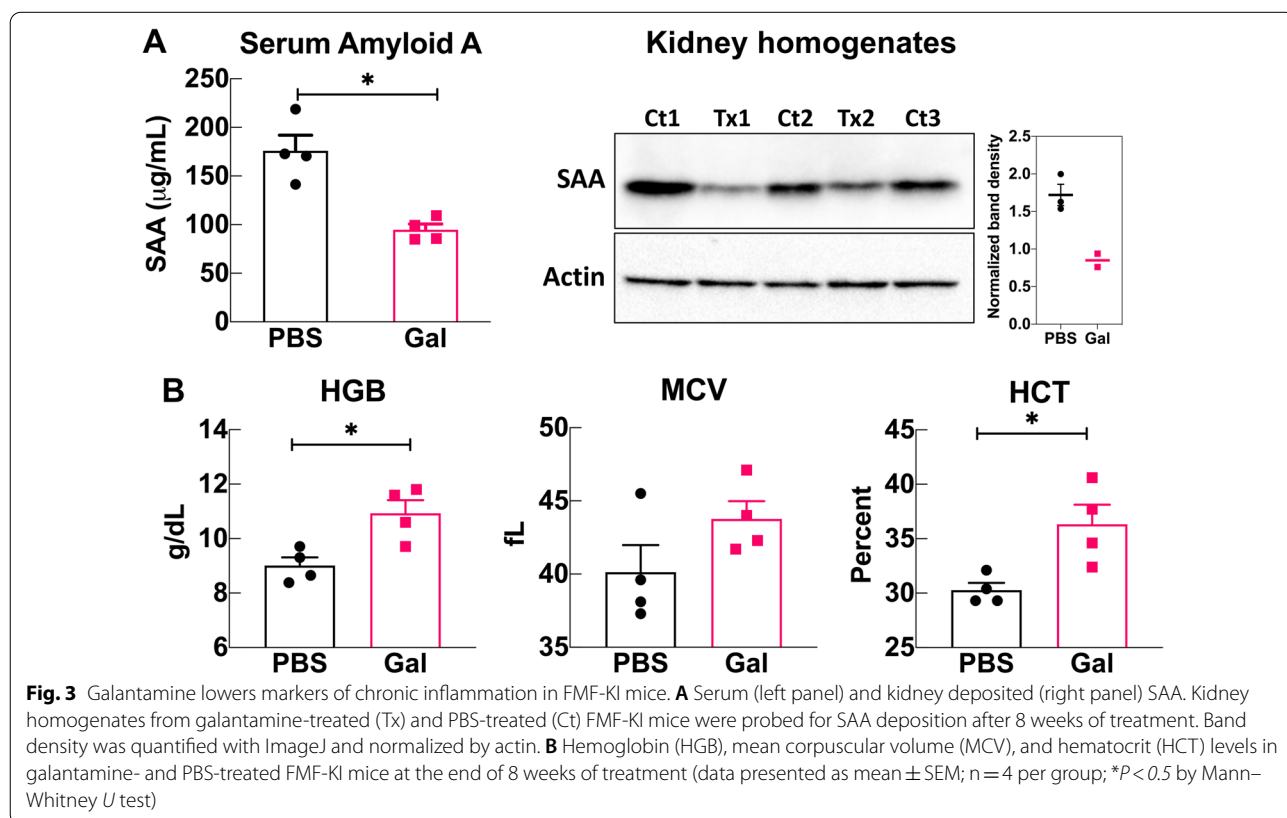 A
Serum Amyloid A
SAA (μg/mL)
250
200
150
100
50
0
*
PBS Gal
Kidney homogenates
Ct1 Tx1 Ct2 Tx2 Ct3
SAA
Actin
Normalized band density
2.5
2.0
1.5
1.0
0.5
0.0
PBS Gal
B
HGB
g/dL
14
12
10
8
6
*
PBS Gal
MCV
fL
50
45
40
35
PBS Gal
HCT
Percent
45
40
35
30
25
*
PBS Gal
Fig. 3 Galantamine lowers markers of chronic inflammation in FMF-KI mice. A Serum (left panel) and kidney deposited (right panel) SAA. Kidney
homogenates from galantamine-treated (Tx) and PBS-treated (Ct) FMF-KI mice were probed for SAA deposition after 8 weeks of treatment. Band
density was quantified with ImageJ and normalized by actin. B Hemoglobin (HGB), mean corpuscular volume (MCV), and hematocrit (HCT) levels in
galantamine- and PBS-treated FMF-KI mice at the end of 8 weeks of treatment (data presented as mean ± SEM; n = 4 per group; *P < 0.5 by Mann–
Whitney U test)